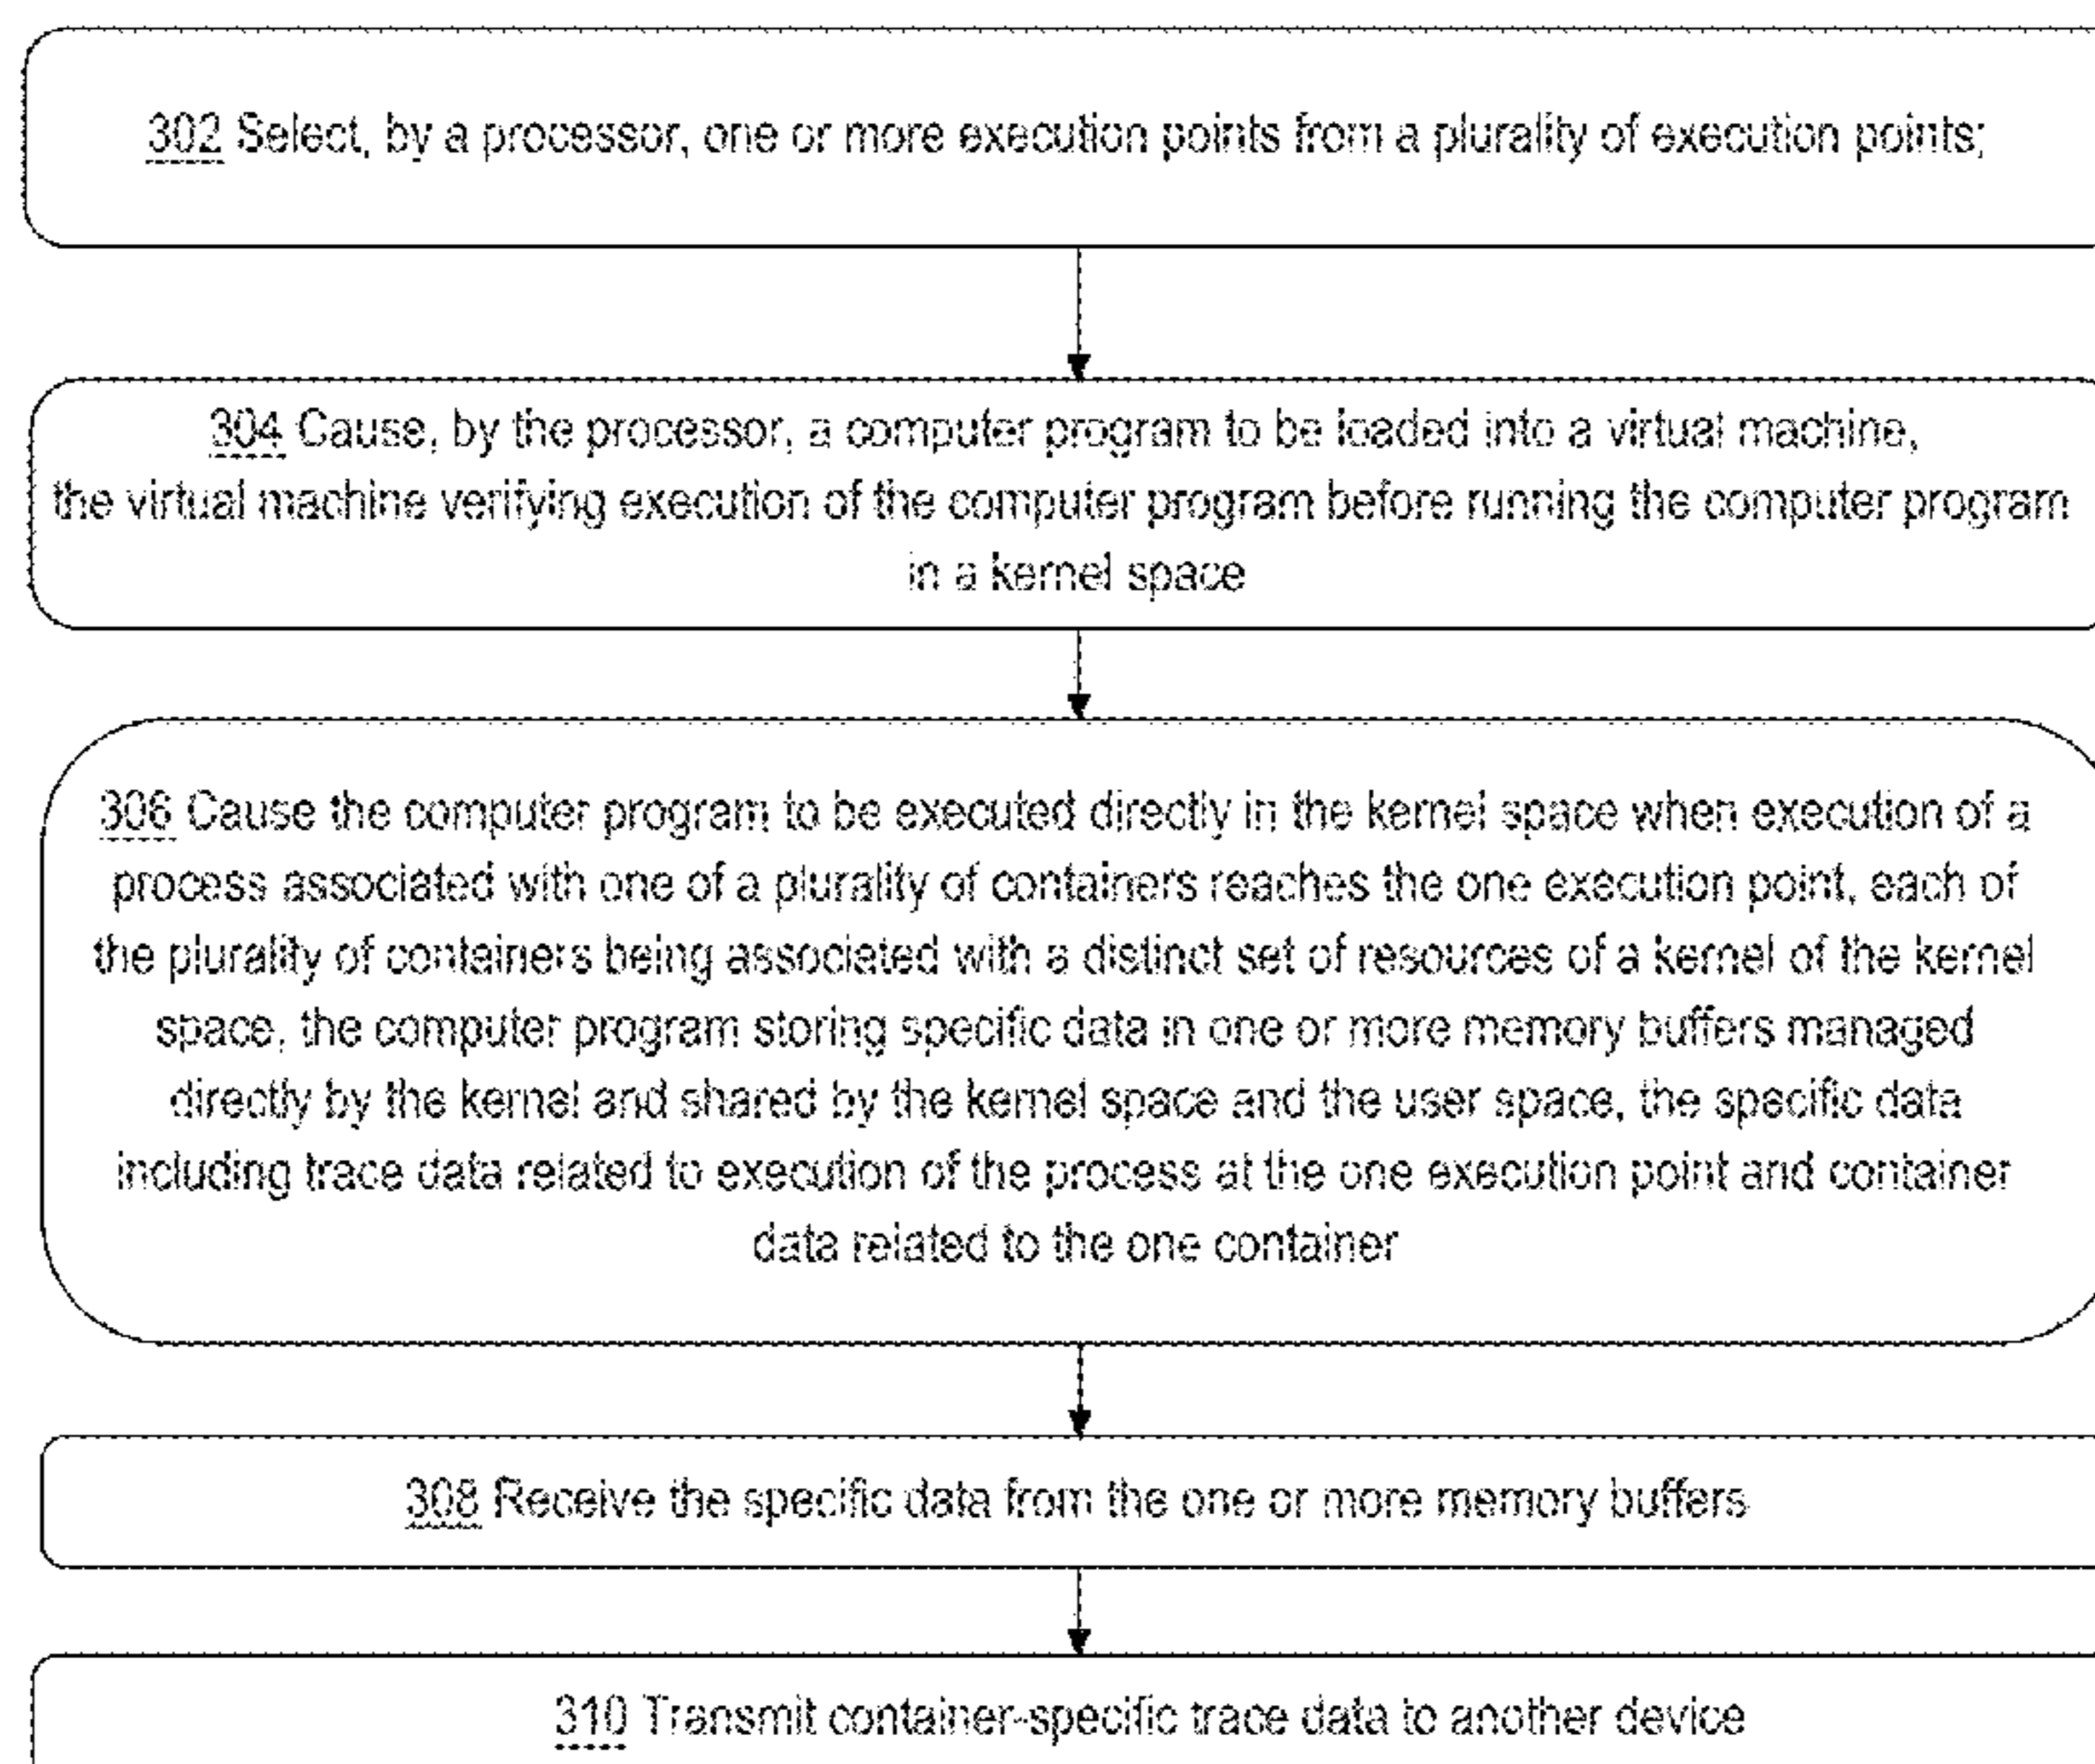 302 Select, by a processor, one or more execution points from a plurality of execution points;
304 Cause, by the processor, a computer program to be loaded into a virtual machine,
the virtual machine verifying execution of the computer program before running the computer program
in a kernel space
306 Cause the computer program to be executed directly in the kernel space when execution of a
process associated with one of a plurality of containers reaches the one execution point, each of
the plurality of containers being associated with a distinct set of resources of a kernel of the kernel
space, the computer program storing specific data in one or more memory buffers managed
directly by the kernel and shared by the kernel space and the user space, the specific data
including trace data related to execution of the process at the one execution point and container
data related to the one container
308 Receive the specific data from the one or more memory buffers
310 Transmit container-specific trace data to another device